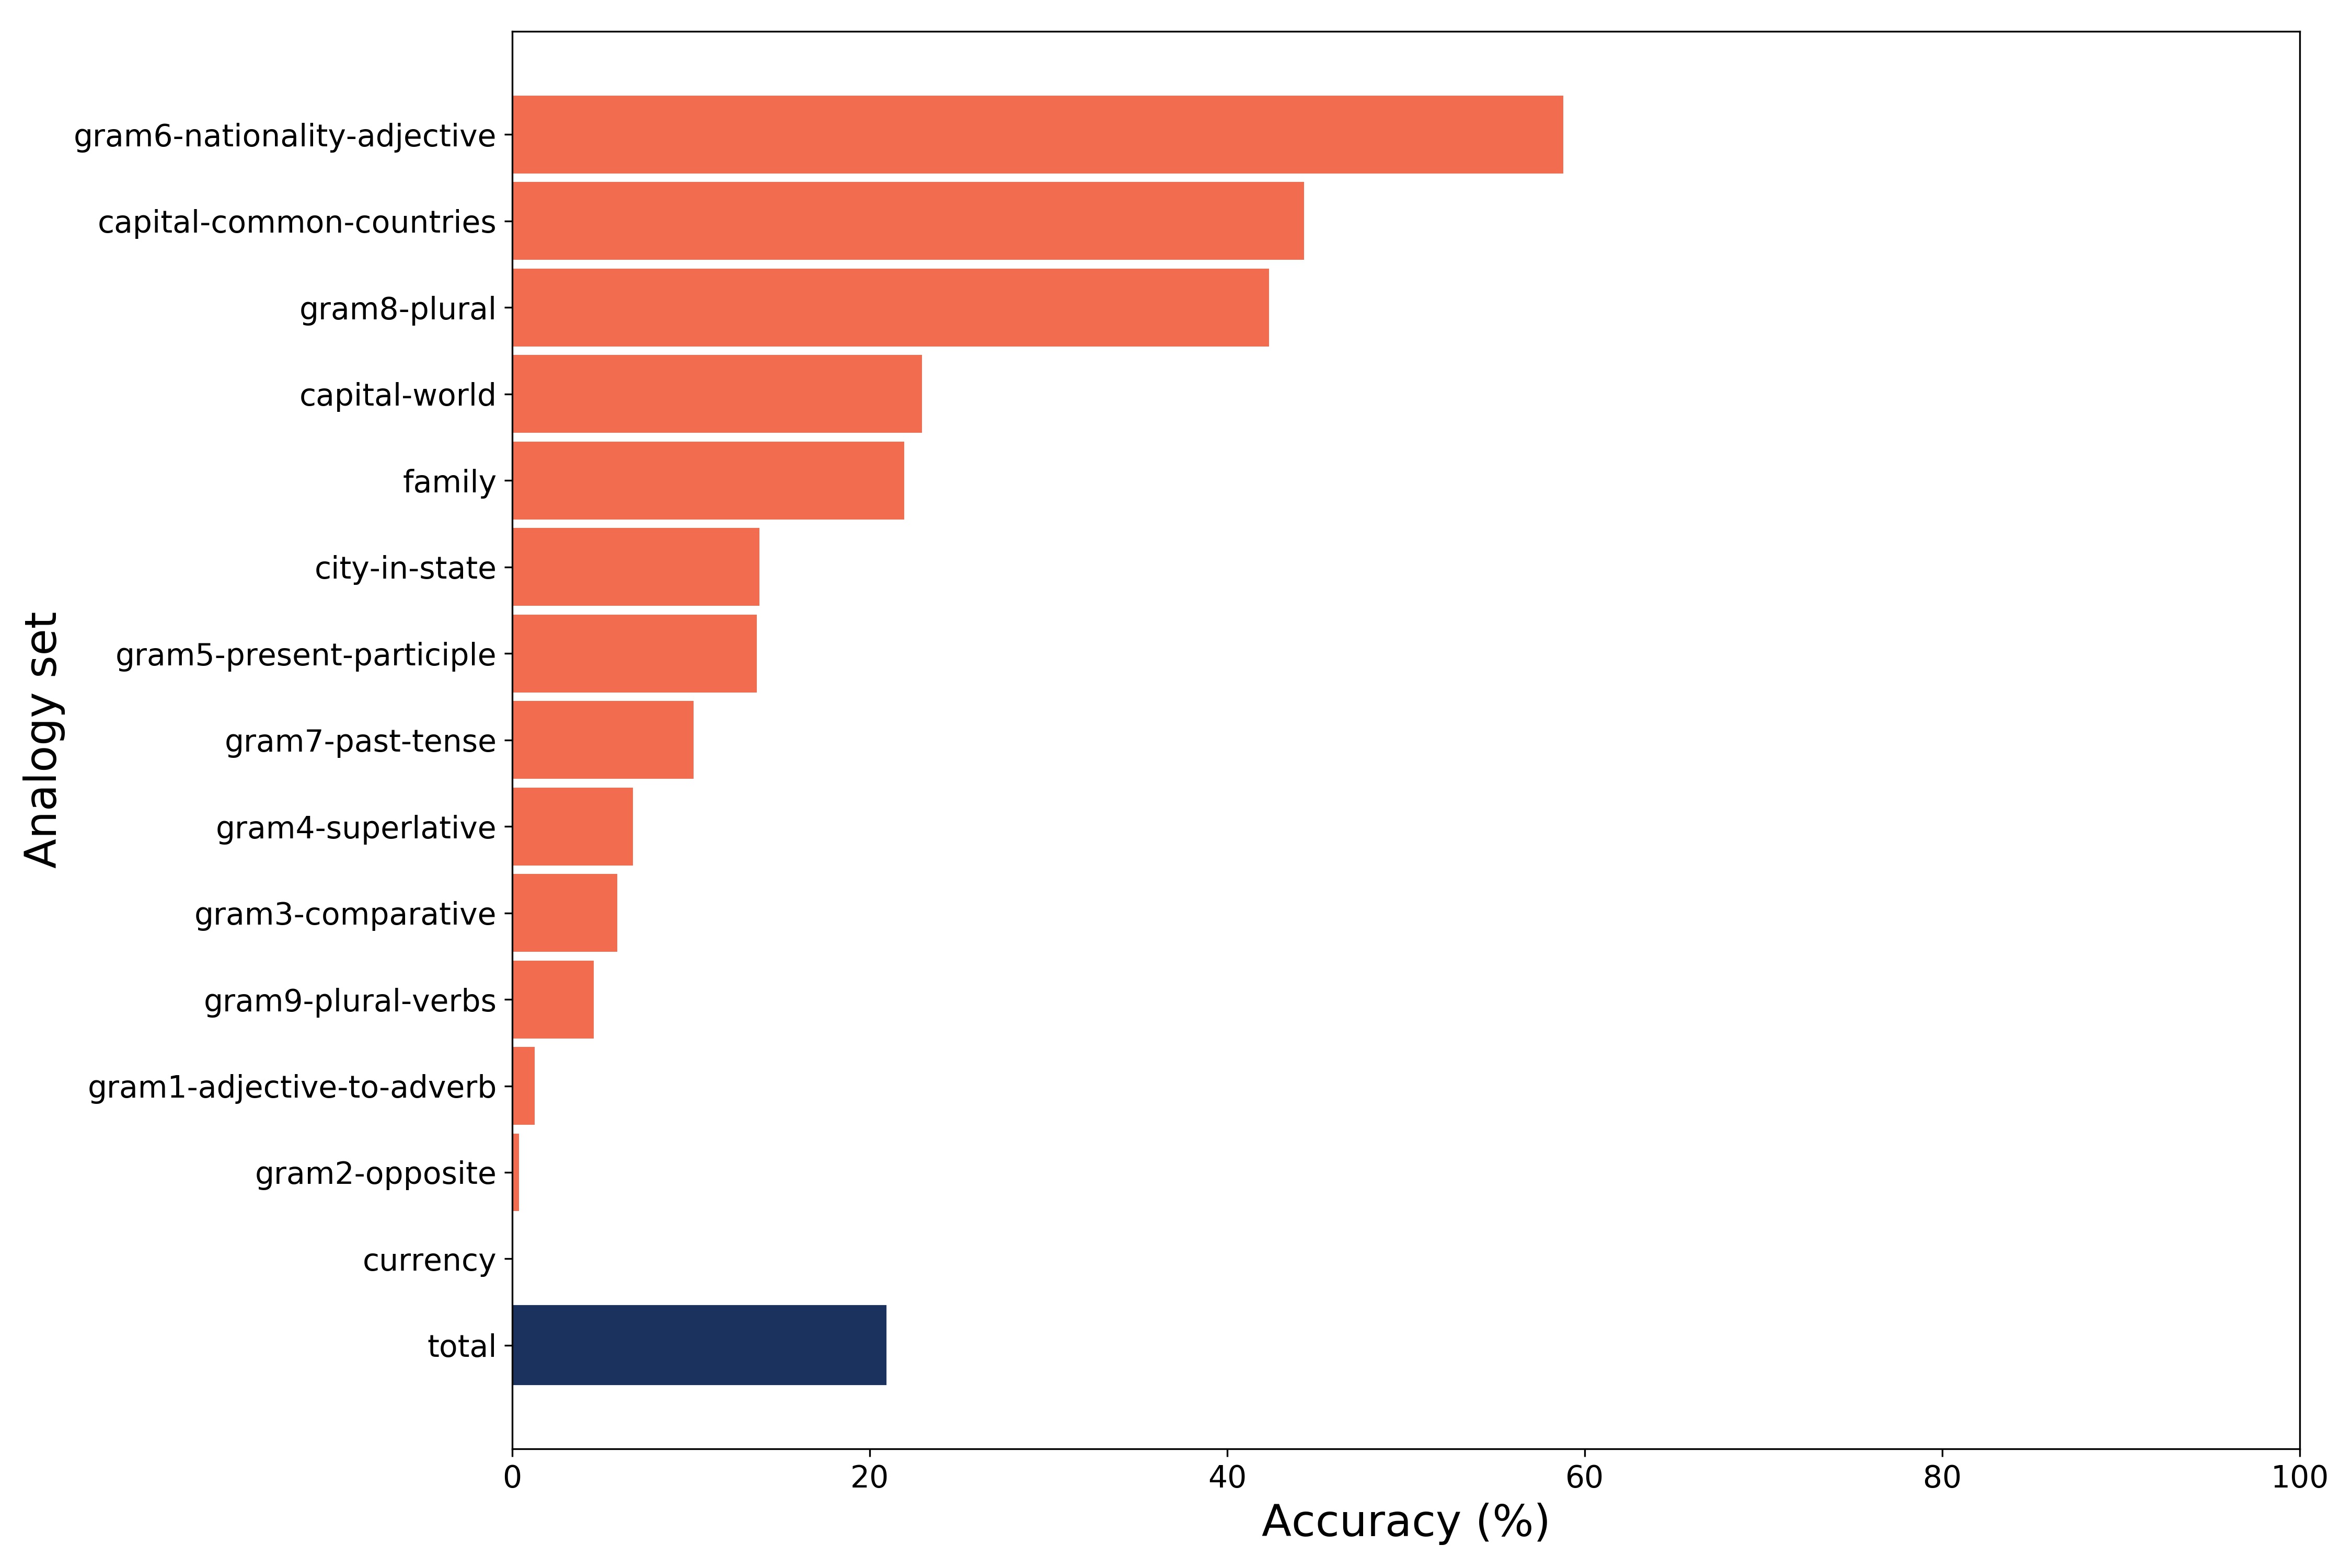 Analogy set
gram6-nationality-adjective
capital-common-countries
gram8-plural
capital-world
family
city-in-state
gram5-present-participle
gram7-past-tense
gram4-superlative
gram3-comparative
gram9-plural-verbs
gram1-adjective-to-adverb
gram2-opposite
currency
total
0 20 40 60 80 100
Accuracy (%)